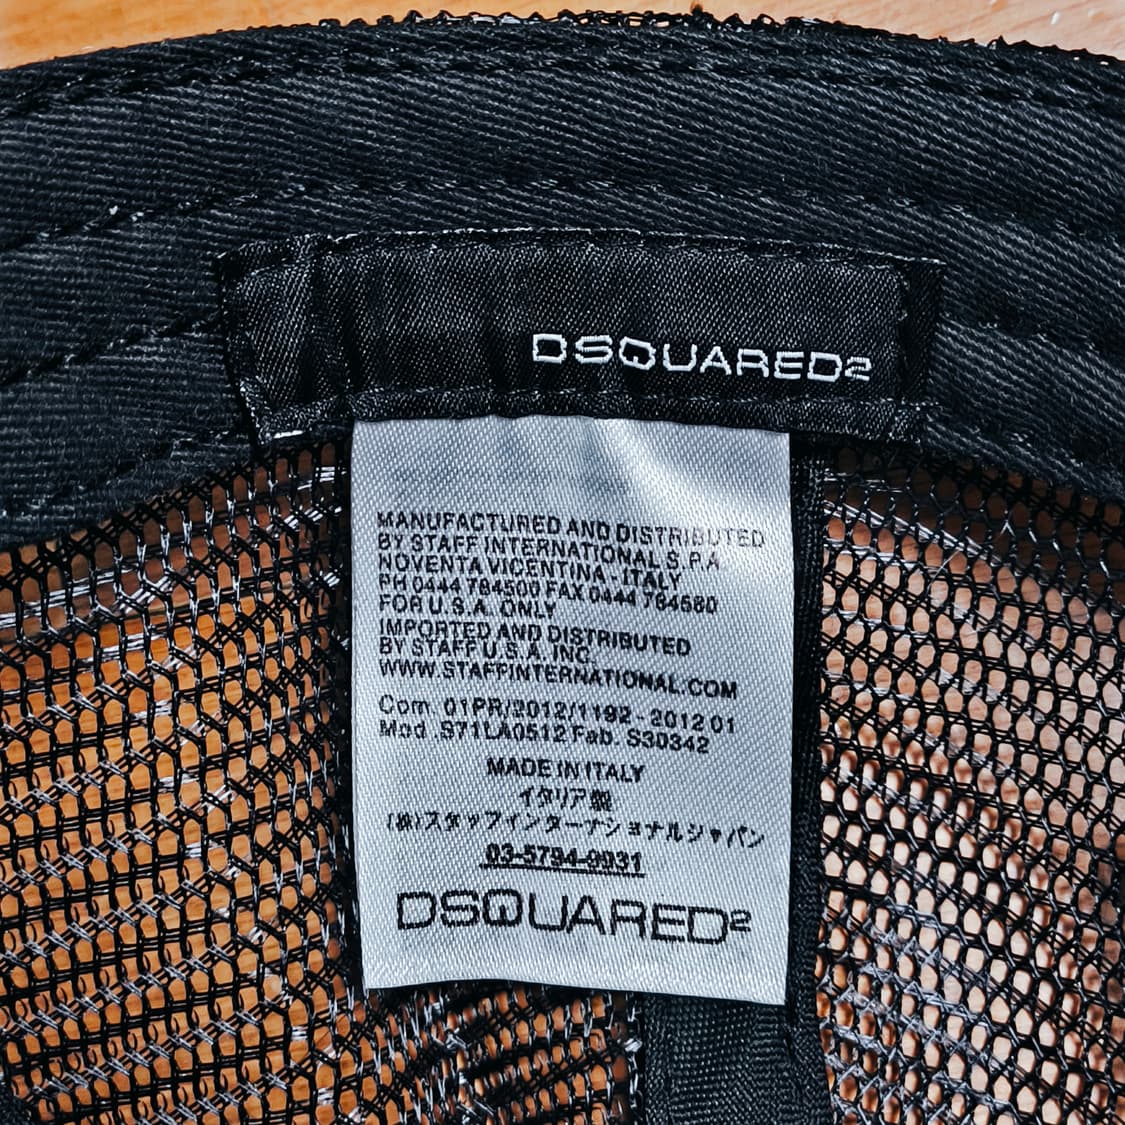 DSQUARED2
MANUFACTURED AND DISTRIBUTED
BY STAFF INTERNATIONAL S.P.A
NOVENTA VICENTINA - ITALY
PH 0444 784500 FAX 0444 784580
FOR U.S.A. ONLY
IMPORTED AND DISTRIBUTED
BY STAFF U.S.A. INC.
WWW.STAFFINTERNATIONAL.COM
Com. 01PR/2012/1192 - 2012 01
Mod .S71LA0512 Fab. S30342
MADE IN ITALY
イタリア製
(株)スタッフインターナショナルジャパン
03-5794-9931
DSQUARED2